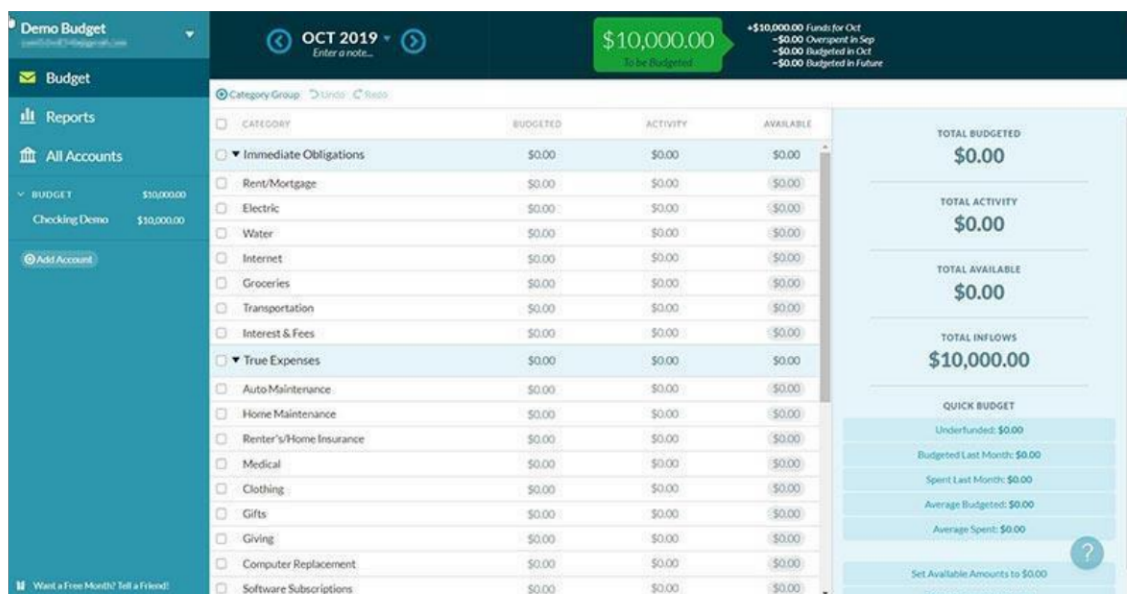 Demo Budget
OCT 2019
Enter a note...
$10,000.00
To be Budgeted
+$10,000.00 Funds for Oct
−$0.00 Overspent in Sep
−$0.00 Budgeted in Oct
−$0.00 Budgeted in Future
Budget
Reports
All Accounts
BUDGET $10,000.00
Checking Demo $10,000.00
Add Account
Want a Free Month? Tell a Friend!
Category Group Undo Redo
CATEGORY BUDGETED ACTIVITY AVAILABLE
Immediate Obligations $0.00 $0.00 $0.00
Rent/Mortgage $0.00 $0.00 $0.00
Electric $0.00 $0.00 $0.00
Water $0.00 $0.00 $0.00
Internet $0.00 $0.00 $0.00
Groceries $0.00 $0.00 $0.00
Transportation $0.00 $0.00 $0.00
Interest & Fees $0.00 $0.00 $0.00
True Expenses $0.00 $0.00 $0.00
Auto Maintenance $0.00 $0.00 $0.00
Home Maintenance $0.00 $0.00 $0.00
Renter's/Home Insurance $0.00 $0.00 $0.00
Medical $0.00 $0.00 $0.00
Clothing $0.00 $0.00 $0.00
Gifts $0.00 $0.00 $0.00
Giving $0.00 $0.00 $0.00
Computer Replacement $0.00 $0.00 $0.00
Software Subscriptions $0.00 $0.00 $0.00
TOTAL BUDGETED
$0.00
TOTAL ACTIVITY
$0.00
TOTAL AVAILABLE
$0.00
TOTAL INFLOWS
$10,000.00
QUICK BUDGET
Underfunded: $0.00
Budgeted Last Month: $0.00
Spent Last Month: $0.00
Average Budgeted: $0.00
Average Spent: $0.00
?
Set Available Amounts to $0.00